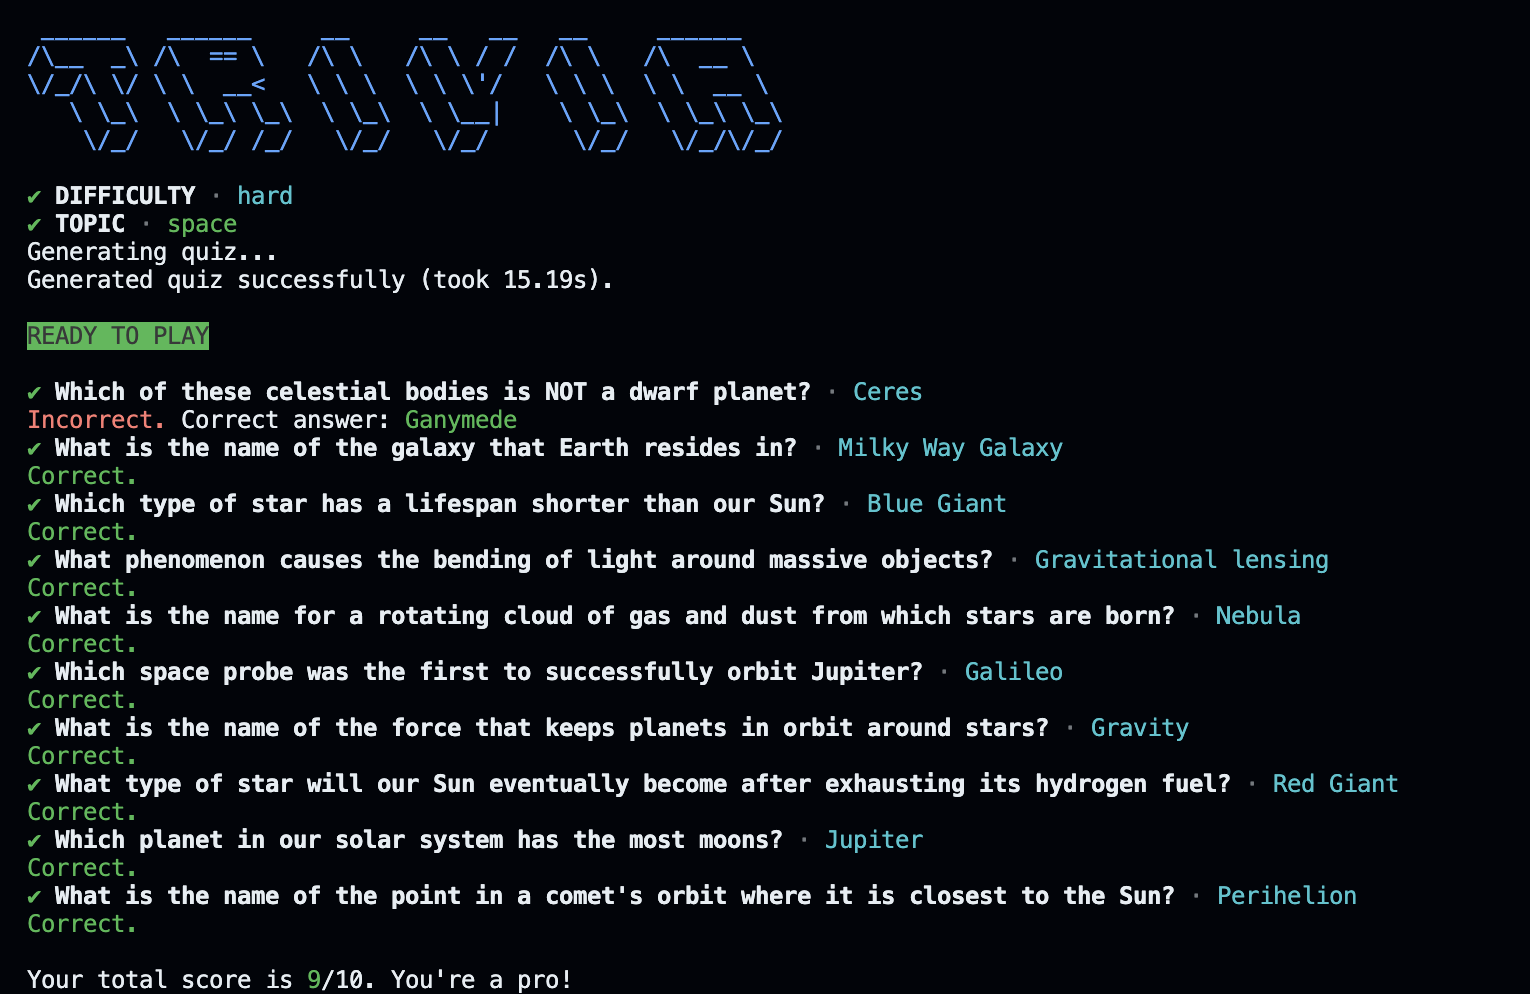 TRIVIA
✔ DIFFICULTY · hard
✔ TOPIC · space
Generating quiz...
Generated quiz successfully (took 15.19s).
READY TO PLAY
✔ Which of these celestial bodies is NOT a dwarf planet? · Ceres
Incorrect. Correct answer: Ganymede
✔ What is the name of the galaxy that Earth resides in? · Milky Way Galaxy
Correct.
✔ Which type of star has a lifespan shorter than our Sun? · Blue Giant
Correct.
✔ What phenomenon causes the bending of light around massive objects? · Gravitational lensing
Correct.
✔ What is the name for a rotating cloud of gas and dust from which stars are born? · Nebula
Correct.
✔ Which space probe was the first to successfully orbit Jupiter? · Galileo
Correct.
✔ What is the name of the force that keeps planets in orbit around stars? · Gravity
Correct.
✔ What type of star will our Sun eventually become after exhausting its hydrogen fuel? · Red Giant
Correct.
✔ Which planet in our solar system has the most moons? · Jupiter
Correct.
✔ What is the name of the point in a comet's orbit where it is closest to the Sun? · Perihelion
Correct.
Your total score is 9/10. You're a pro!